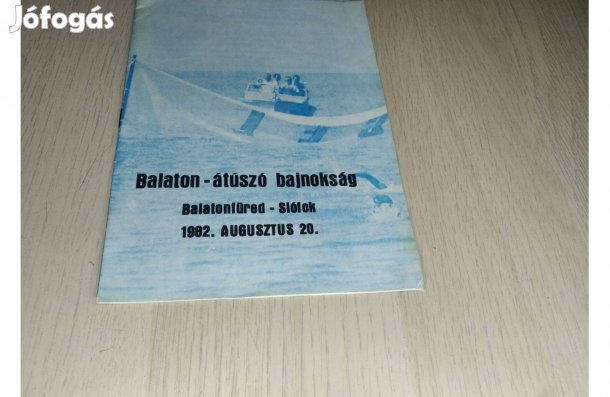 Jófogás
Balaton-átúszó bajnokság
Balatonfüred - Siófok
1982. AUGUSZTUS 20.